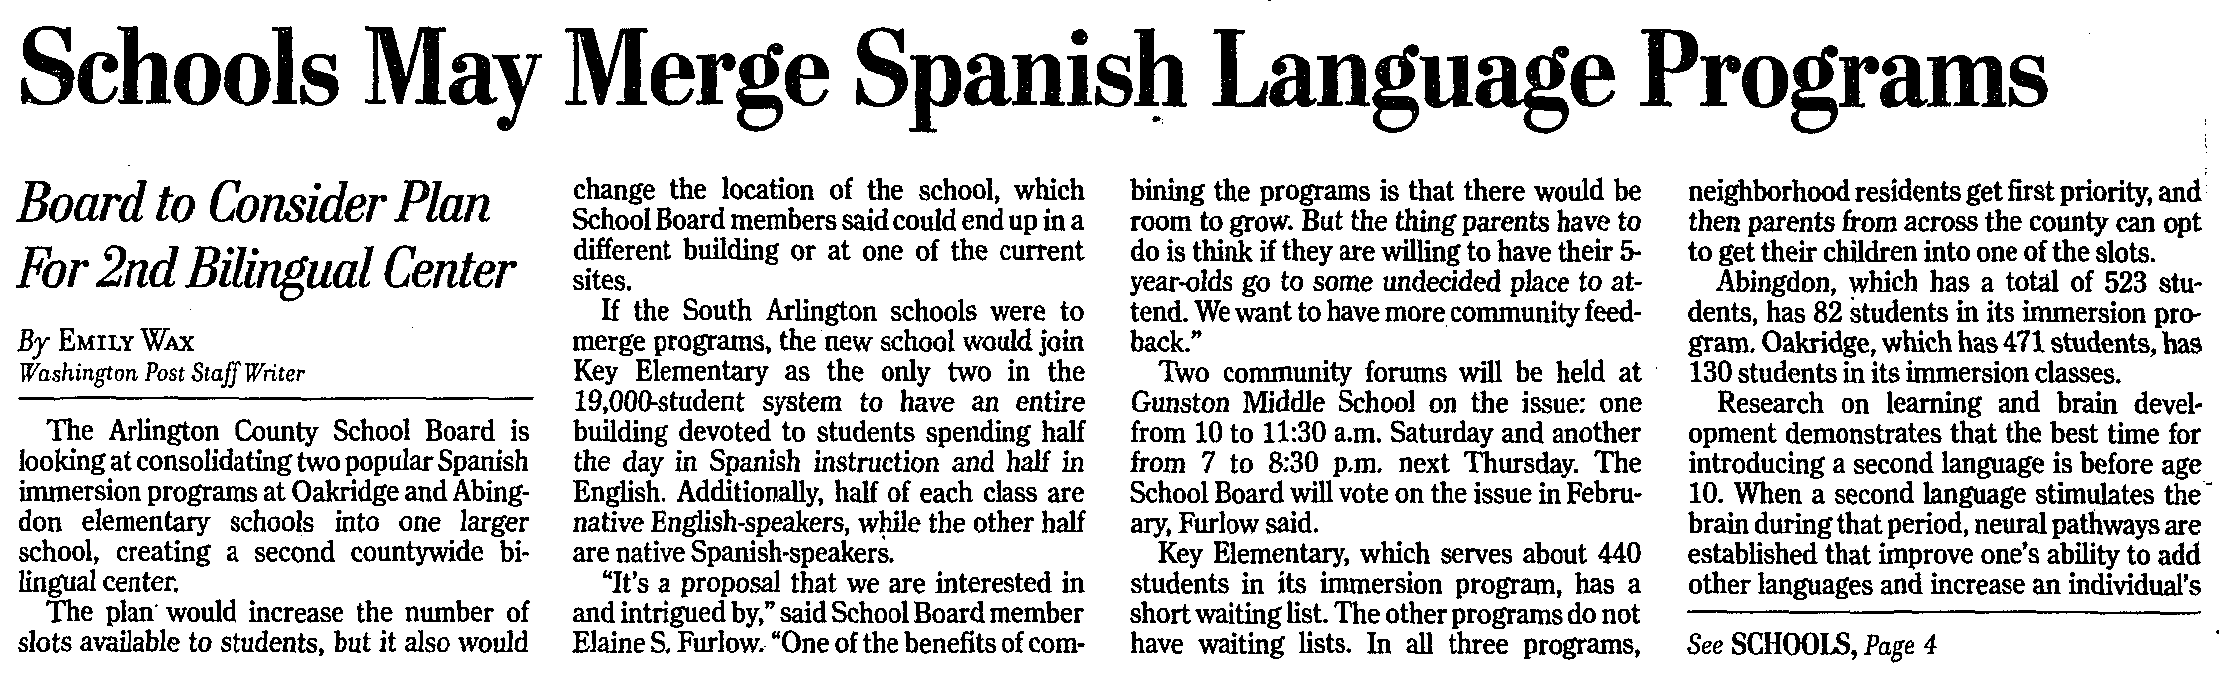 Schools May Merge Spanish Language Programs
Board to Consider Plan
For 2nd Bilingual Center
By EMILY WAX
Washington Post Staff Writer
The Arlington County School Board is
looking at consolidating two popular Spanish
immersion programs at Oakridge and Abing-
don elementary schools into one larger
school, creating a second countywide bi-
lingual center.
The plan would increase the number of
slots available to students, but it also would
change the location of the school, which
School Board members said could end up in a
different building or at one of the current
sites.
If the South Arlington schools were to
merge programs, the new school would join
Key Elementary as the only two in the
19,000-student system to have an entire
building devoted to students spending half
the day in Spanish instruction and half in
English. Additionally, half of each class are
native English-speakers, while the other half
are native Spanish-speakers.
“It’s a proposal that we are interested in
and intrigued by,” said School Board member
Elaine S. Furlow. “One of the benefits of com-
bining the programs is that there would be
room to grow. But the thing parents have to
do is think if they are willing to have their 5-
year-olds go to some undecided place to at-
tend. We want to have more community feed-
back.”
Two community forums will be held at
Gunston Middle School on the issue: one
from 10 to 11:30 a.m. Saturday and another
from 7 to 8:30 p.m. next Thursday. The
School Board will vote on the issue in Febru-
ary, Furlow said.
Key Elementary, which serves about 440
students in its immersion program, has a
short waiting list. The other programs do not
have waiting lists. In all three programs,
neighborhood residents get first priority, and
then parents from across the county can opt
to get their children into one of the slots.
Abingdon, which has a total of 523 stu-
dents, has 82 students in its immersion pro-
gram. Oakridge, which has 471 students, has
130 students in its immersion classes.
Research on learning and brain devel-
opment demonstrates that the best time for
introducing a second language is before age
10. When a second language stimulates the
brain during that period, neural pathways are
established that improve one’s ability to add
other languages and increase an individual’s
See SCHOOLS, Page 4